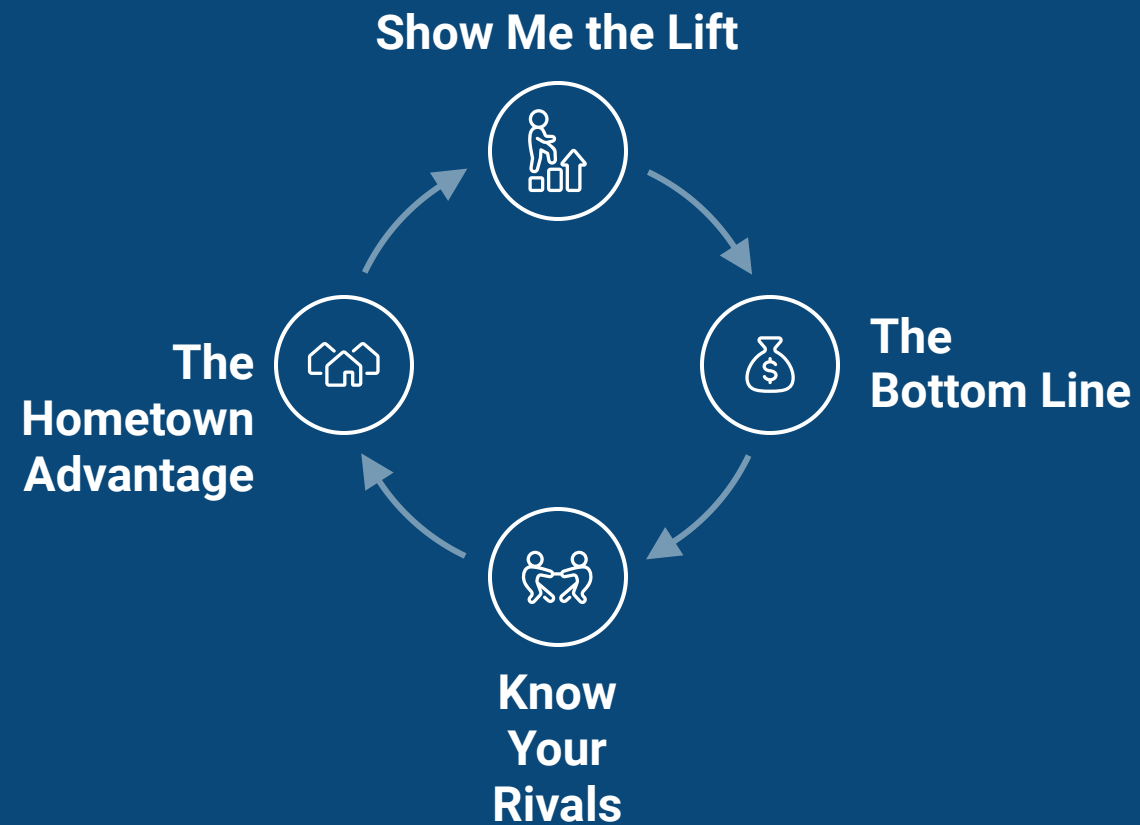 Show Me the Lift
The
Bottom Line
$
The
Hometown
Advantage
Know
Your
Rivals